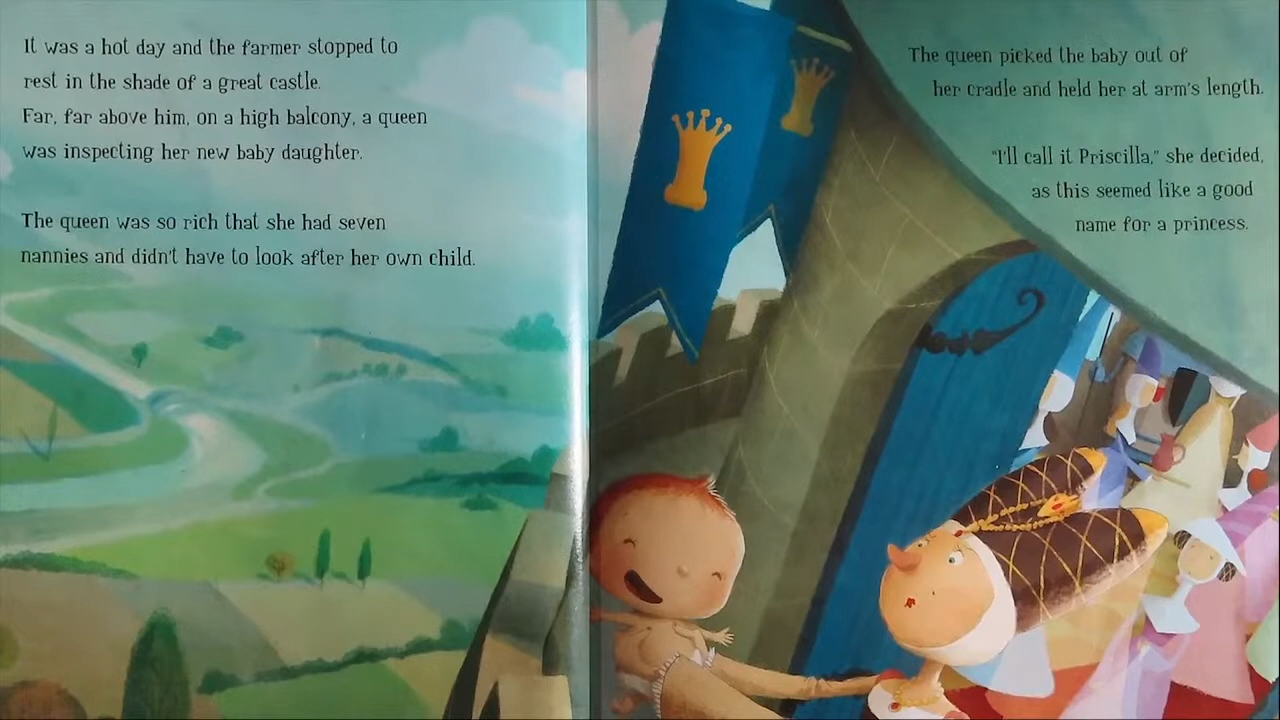 It was a hot day and the farmer stopped to
rest in the shade of a great castle.
Far, far above him, on a high balcony, a queen
was inspecting her new baby daughter.
The queen was so rich that she had seven
nannies and didn't have to look after her own child.
The queen picked the baby out of
her cradle and held her at arm's length.
"I'll call it Priscilla," she decided,
as this seemed like a good
name for a princess.